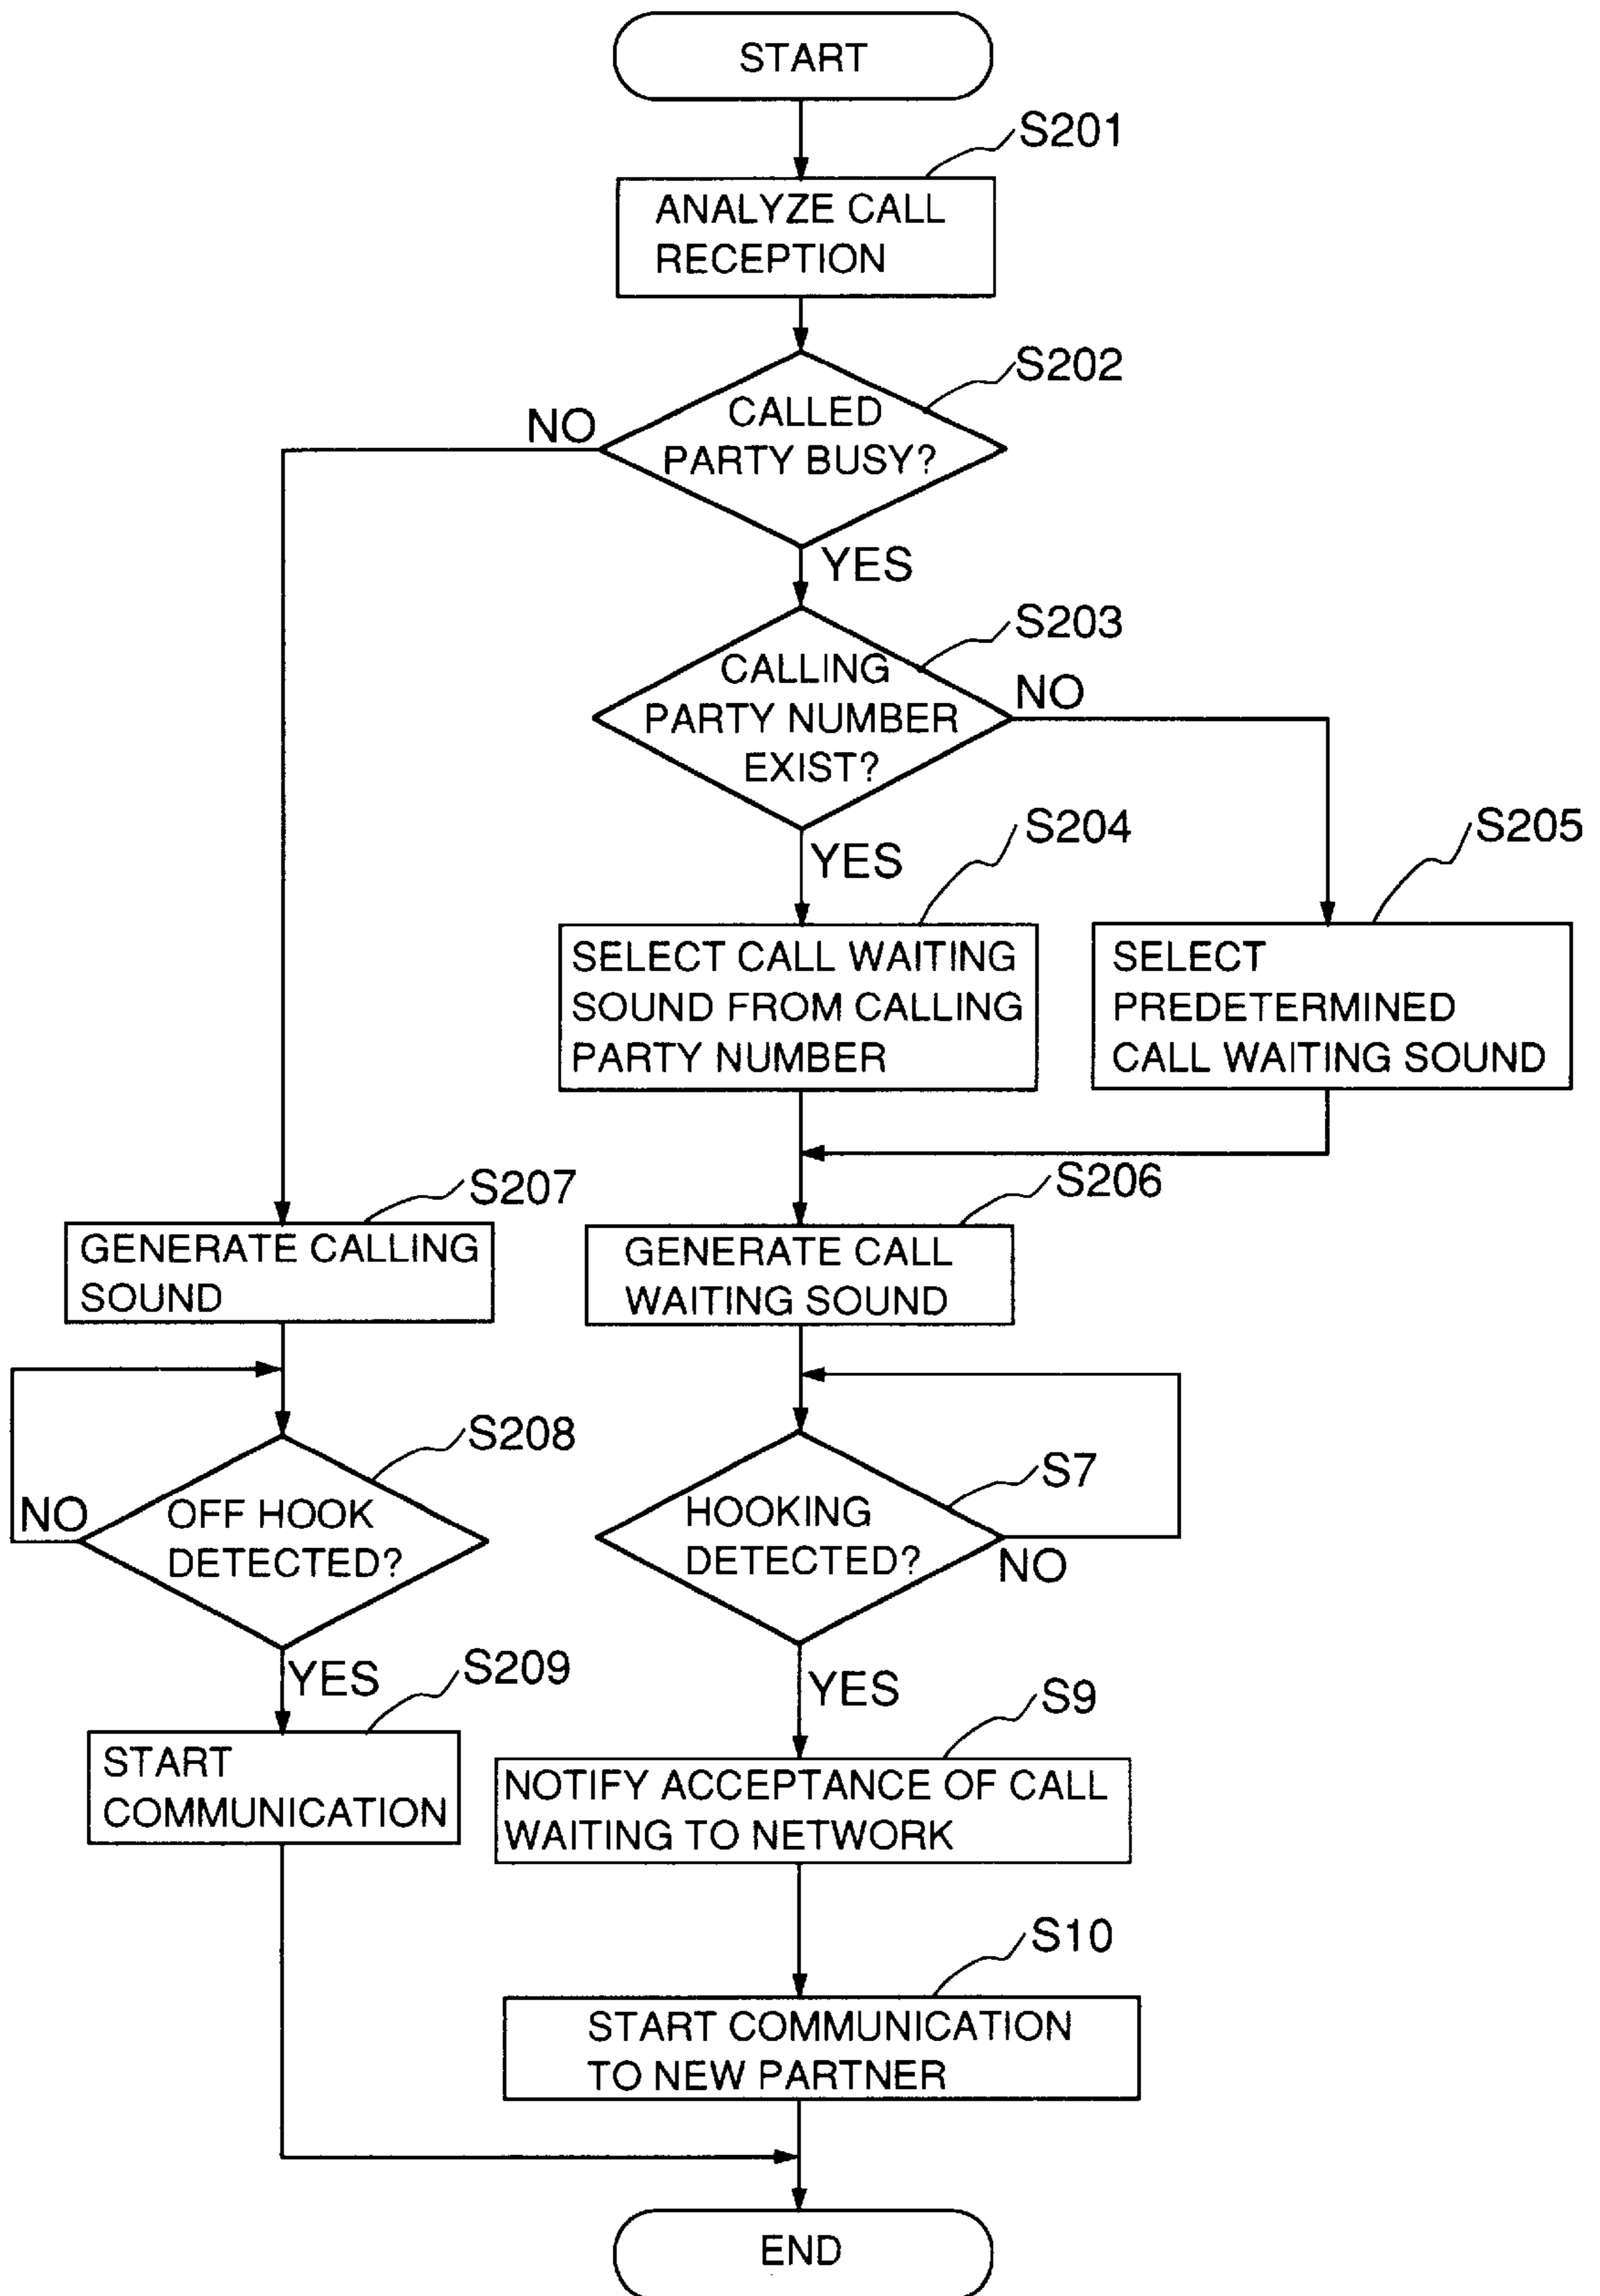 START
S201
ANALYZE CALL
RECEPTION
S202
CALLED
PARTY BUSY?
NO
YES
S203
CALLING
PARTY NUMBER
EXIST?
NO
YES
S204
SELECT CALL WAITING
SOUND FROM CALLING
PARTY NUMBER
S205
SELECT
PREDETERMINED
CALL WAITING SOUND
S207
GENERATE CALLING
SOUND
S206
GENERATE CALL
WAITING SOUND
S208
OFF HOOK
DETECTED?
NO
YES
S7
HOOKING
DETECTED?
NO
YES
S209
START
COMMUNICATION
S9
NOTIFY ACCEPTANCE OF CALL
WAITING TO NETWORK
S10
START COMMUNICATION
TO NEW PARTNER
END